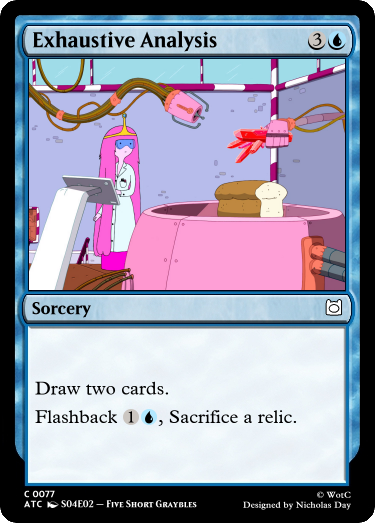 Exhaustive Analysis 3
Sorcery
Draw two cards.
Flashback 1, Sacrifice a relic.
C 0077
© WotC
ATC S04E02 – Five Short Graybles
Designed by Nicholas Day